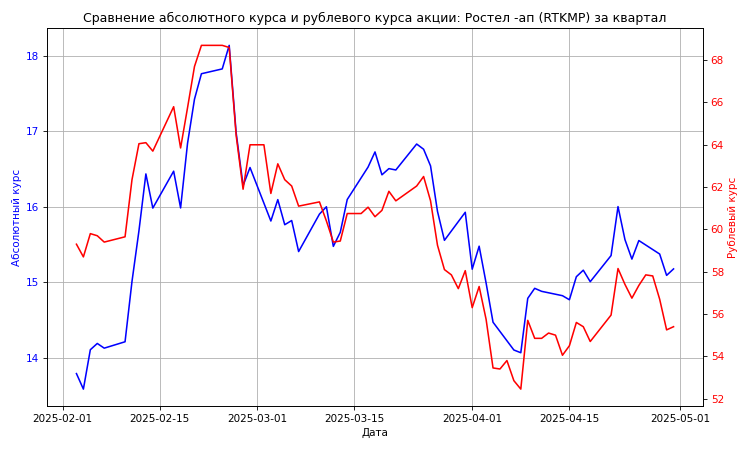 Сравнение абсолютного курса и рублевого курса акции: Ростел -ап (RTKMP) за квартал
18
17
16
15
14
Абсолютный курс
68
66
64
62
60
58
56
54
52
Рублевый курс
2025-02-01 2025-02-15 2025-03-01 2025-03-15 2025-04-01 2025-04-15 2025-05-01
Дата